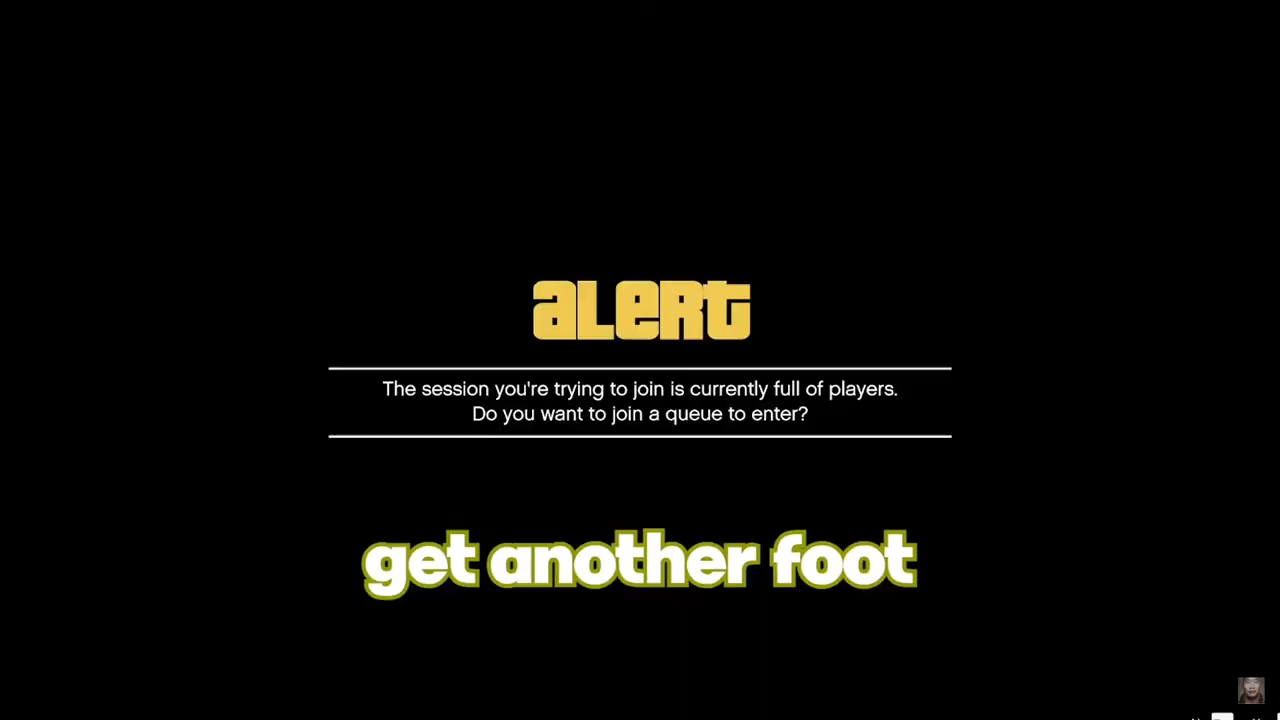 aLeRt
The session you're trying to join is currently full of players.
Do you want to join a queue to enter?
get another foot